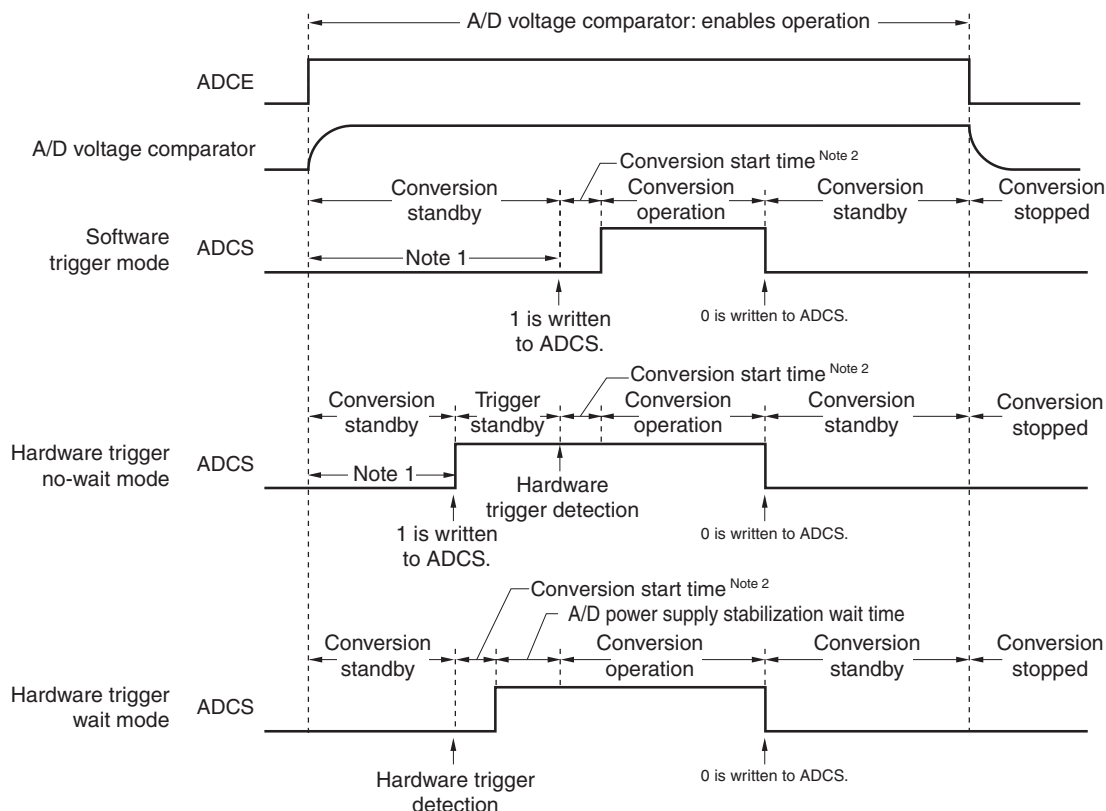 A/D voltage comparator: enables operation
ADCE
A/D voltage comparator
Conversion start time Note 2
Conversion
standby
Conversion
operation
Conversion
standby
Conversion
stopped
Software
trigger mode
ADCS
Note 1
1 is written
to ADCS.
0 is written to ADCS.
Conversion start time Note 2
Conversion
standby
Trigger
standby
Conversion
operation
Conversion
standby
Conversion
stopped
Hardware trigger
no-wait mode
ADCS
Note 1
Hardware
trigger detection
1 is written
to ADCS.
0 is written to ADCS.
Conversion start time Note 2
A/D power supply stabilization wait time
Conversion
standby
Conversion
operation
Conversion
standby
Conversion
stopped
Hardware trigger
wait mode
ADCS
Hardware trigger
detection
0 is written to ADCS.